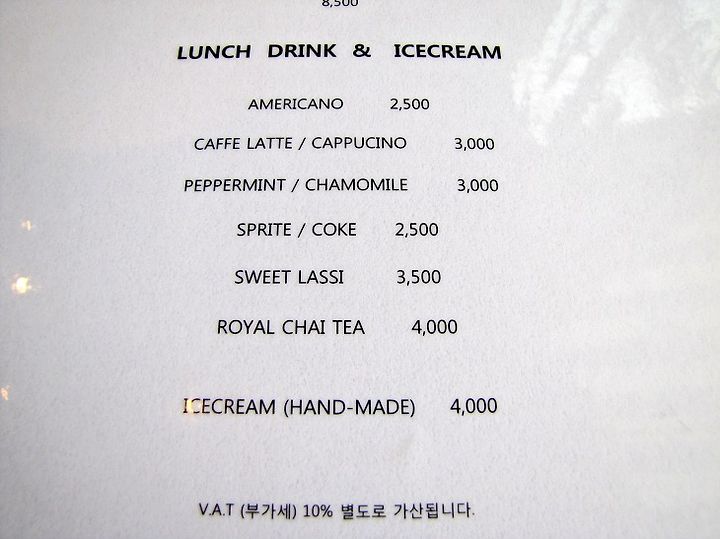 8,500
LUNCH DRINK & ICECREAM
AMERICANO 2,500
CAFFE LATTE / CAPPUCINO 3,000
PEPPERMINT / CHAMOMILE 3,000
SPRITE / COKE 2,500
SWEET LASSI 3,500
ROYAL CHAI TEA 4,000
ICECREAM (HAND-MADE) 4,000
V.A.T (부가세) 10% 별도로 가산됩니다.